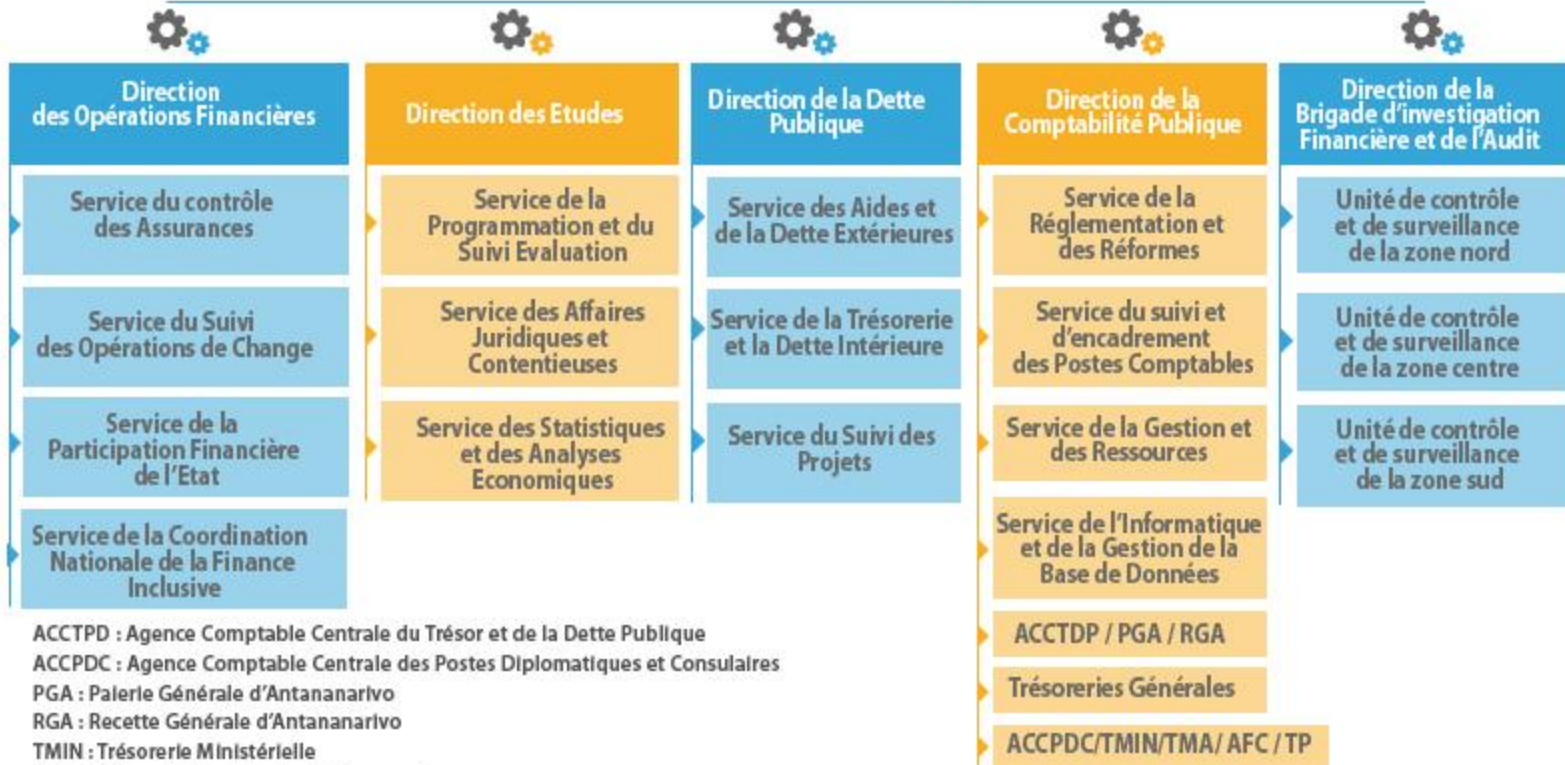 Direction
des Opérations Financières
Service du contrôle
des Assurances
Service du Suivi
des Opérations de Change
Service de la
Participation Financière
de l'Etat
Service de la Coordination
Nationale de la Finance
Inclusive
Direction des Etudes
Service de la
Programmation et du
Suivi Evaluation
Service des Affaires
Juridiques et
Contentieuses
Service des Statistiques
et des Analyses
Economiques
Direction de la Dette
Publique
Service des Aides et
de la Dette Extérieures
Service de la Trésorerie
et la Dette Intérieure
Service du Suivi des
Projets
Direction de la
Comptabilité Publique
Service de la
Réglementation et
des Réformes
Service du suivi et
d'encadrement
des Postes Comptables
Service de la Gestion et
des Ressources
Service de l'Informatique
et de la Gestion de la
Base de Données
ACCTDP / PGA / RGA
Trésoreries Générales
ACCPDC/TMIN/TMA/ AFC / TP
Direction de la
Brigade d'investigation
Financière et de l'Audit
Unité de contrôle
et de surveillance
de la zone nord
Unité de contrôle
et de surveillance
de la zone centre
Unité de contrôle
et de surveillance
de la zone sud
ACCTPD : Agence Comptable Centrale du Trésor et de la Dette Publique
ACCPDC : Agence Comptable Centrale des Postes Diplomatiques et Consulaires
PGA : Paierie Générale d'Antananarivo
RGA : Recette Générale d'Antananarivo
TMIN : Trésorerie Ministérielle